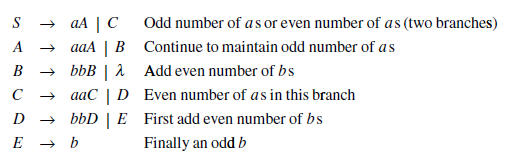 S → aA | C Odd number of as or even number of as (two branches)
A → aaA | B Continue to maintain odd number of as
B → bbB | λ Add even number of bs
C → aaC | D Even number of as in this branch
D → bbD | E First add even number of bs
E → b Finally an odd b